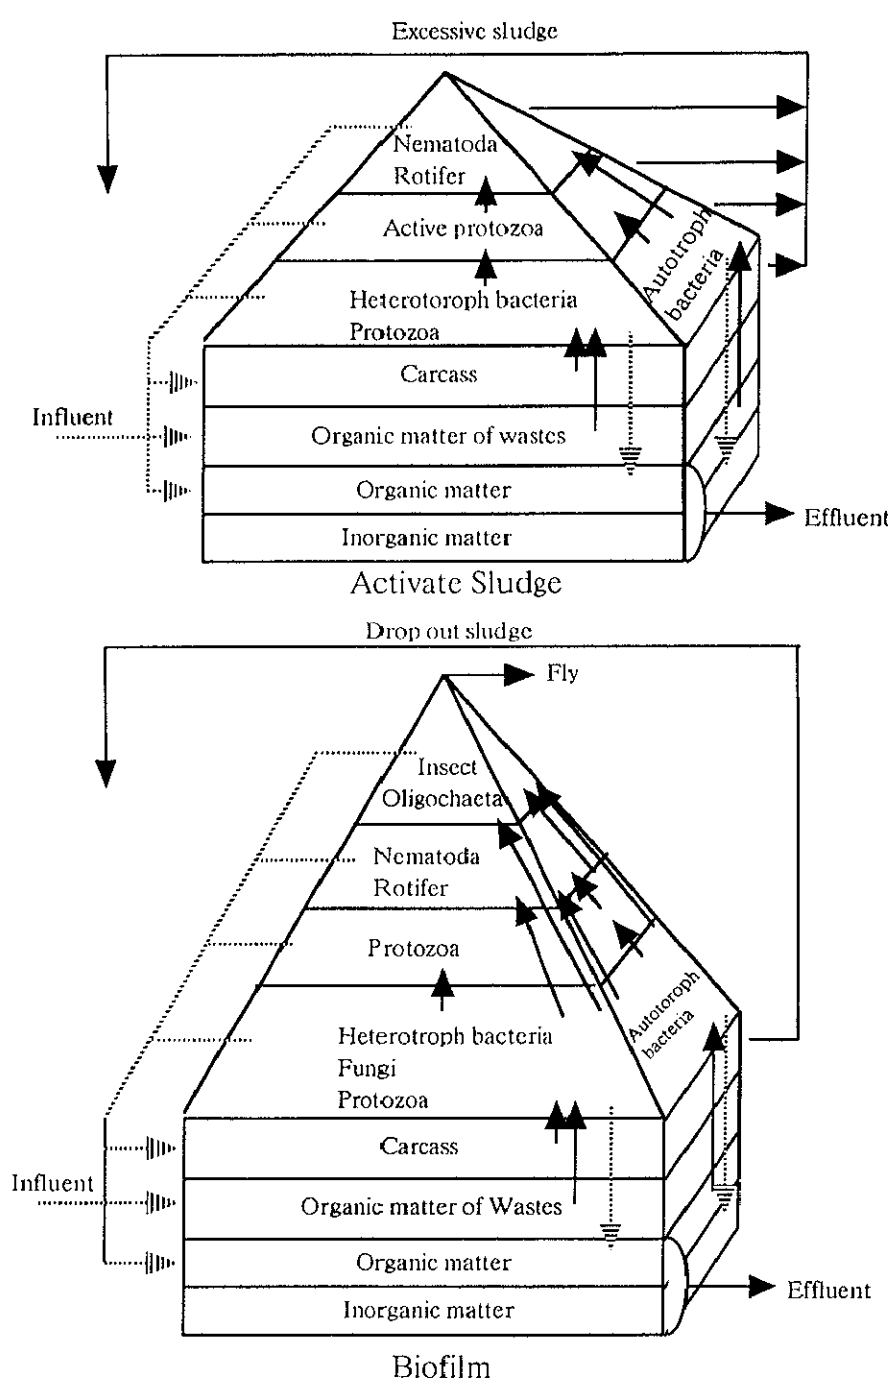 Excessive sludge
Nematoda
Rotifer
Active protozoa
Autotroph
bacteria
Heterotoroph bacteria
Protozoa
Carcass
Influent
Organic matter of wastes
Organic matter
Effluent
Inorganic matter
Activate Sludge
Drop out sludge
Fly
Insect
Oligochaeta
Nematoda
Rotifer
Protozoa
Autotoroph
bacteria
Heterotroph bacteria
Fungi
Protozoa
Carcass
Influent
Organic matter of Wastes
Organic matter
Effluent
Inorganic matter
Biofilm